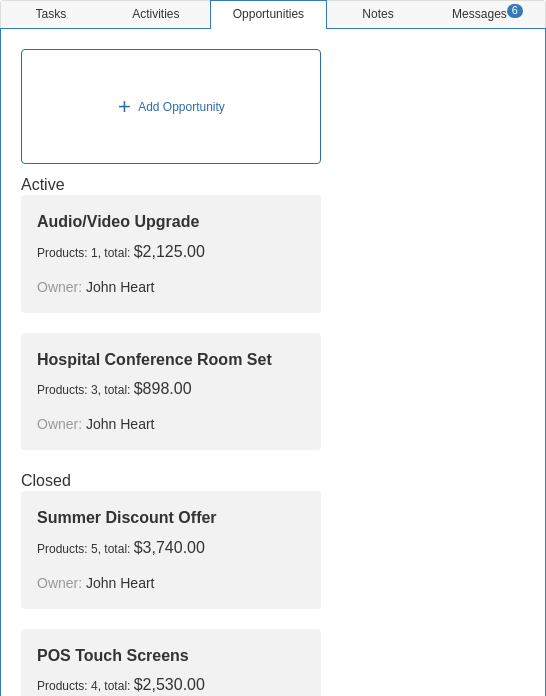 Tasks Activities Opportunities Notes Messages 6
+ Add Opportunity
Active
Audio/Video Upgrade
Products: 1, total: $2,125.00
Owner: John Heart
Hospital Conference Room Set
Products: 3, total: $898.00
Owner: John Heart
Closed
Summer Discount Offer
Products: 5, total: $3,740.00
Owner: John Heart
POS Touch Screens
Products: 4, total: $2,530.00